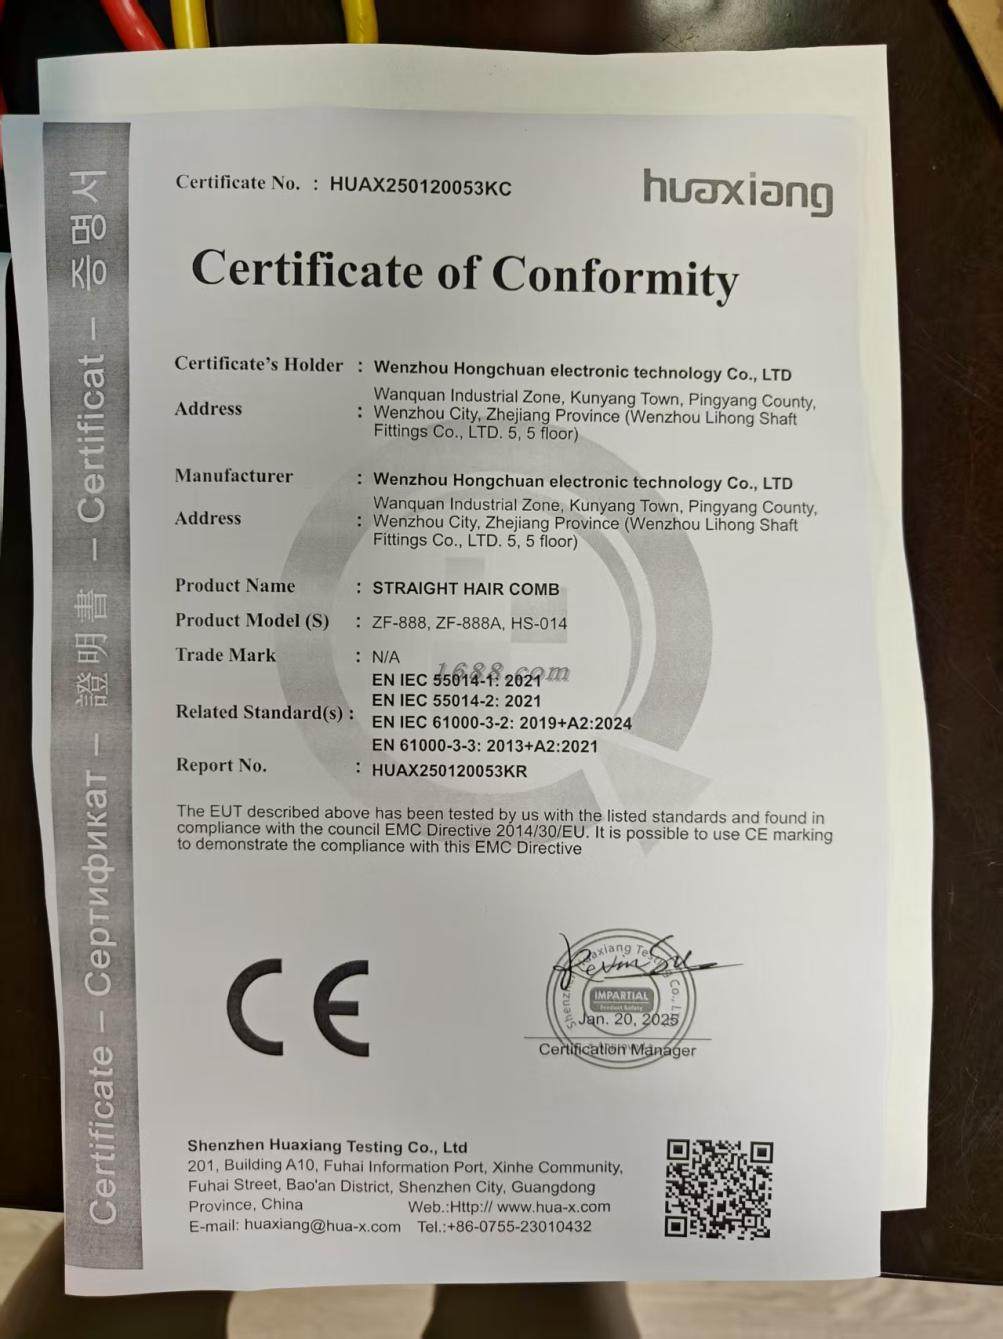 Certificate No. : HUAX250120053KC
huaxiang
Certificate of Conformity
Certificate's Holder : Wenzhou Hongchuan electronic technology Co., LTD
Address : Wanquan Industrial Zone, Kunyang Town, Pingyang County,
Wenzhou City, Zhejiang Province (Wenzhou Lihong Shaft
Fittings Co., LTD. 5, 5 floor)
Manufacturer : Wenzhou Hongchuan electronic technology Co., LTD
Address : Wanquan Industrial Zone, Kunyang Town, Pingyang County,
Wenzhou City, Zhejiang Province (Wenzhou Lihong Shaft
Fittings Co., LTD. 5, 5 floor)
Product Name : STRAIGHT HAIR COMB
Product Model (S) : ZF-888, ZF-888A, HS-014
Trade Mark : N/A
1688.com
Related Standard(s) : EN IEC 55014-1: 2021
EN IEC 55014-2: 2021
EN IEC 61000-3-2: 2019+A2:2024
EN 61000-3-3: 2013+A2:2021
Report No. : HUAX250120053KR
The EUT described above has been tested by us with the listed standards and found in
compliance with the council EMC Directive 2014/30/EU. It is possible to use CE marking
to demonstrate the compliance with this EMC Directive
CE
Kevin Su
IMPARTIAL
Jan. 20, 2025
Certification Manager
Shenzhen Huaxiang Testing Co., Ltd
201, Building A10, Fuhai Information Port, Xinhe Community,
Fuhai Street, Bao'an District, Shenzhen City, Guangdong
Province, China Web.:Http:// www.hua-x.com
E-mail: huaxiang@hua-x.com Tel.:+86-0755-23010432
Certificate – Сертификат – 證明書 – Certificat – 증명서